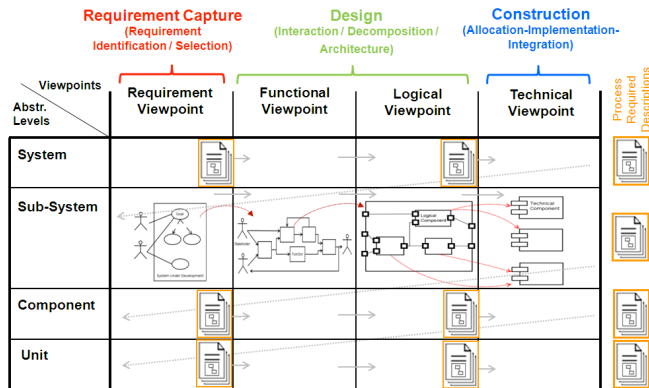 Requirement Capture
(Requirement
Identification / Selection)
Design
(Interaction / Decomposition /
Architecture)
Construction
(Allocation-Implementation-
Integration)
Viewpoints
Abstr.
Levels
Requirement
Viewpoint
Functional
Viewpoint
Logical
Viewpoint
Technical
Viewpoint
Process
Required
Descriptions
System
Sub-System
Goal
System Under Development
Function
Logical
Component
Technical
Component
Component
Unit